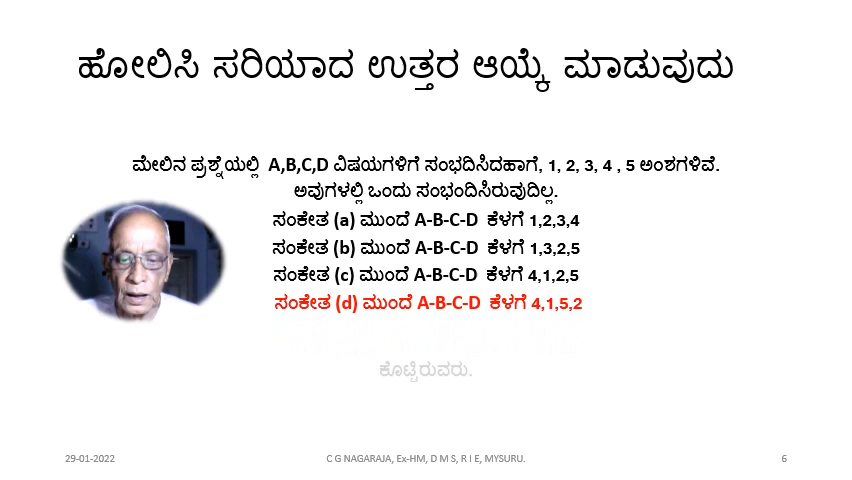 ಹೋಲಿಸಿ ಸರಿಯಾದ ಉತ್ತರ ಆಯ್ಕೆ ಮಾಡುವುದು
ಮೇಲಿನ ಪ್ರಶ್ನೆಯಲ್ಲಿ A,B,C,D ವಿಷಯಗಳಿಗೆ ಸಂಭದಿಸಿದಹಾಗೆ, 1, 2, 3, 4 , 5 ಅಂಶಗಳಿವೆ.
ಅವುಗಳಲ್ಲಿ ಒಂದು ಸಂಭಂದಿಸಿರುವುದಿಲ್ಲ.
ಸಂಕೇತ (a) ಮುಂದೆ A-B-C-D ಕೆಳಗೆ 1,2,3,4
ಸಂಕೇತ (b) ಮುಂದೆ A-B-C-D ಕೆಳಗೆ 1,3,2,5
ಸಂಕೇತ (c) ಮುಂದೆ A-B-C-D ಕೆಳಗೆ 4,1,2,5
ಸಂಕೇತ (d) ಮುಂದೆ A-B-C-D ಕೆಳಗೆ 4,1,5,2
ಕೊಟ್ಟಿರುವರು.
29-01-2022 C G NAGARAJA, Ex-HM, D M S, R I E, MYSURU. 6